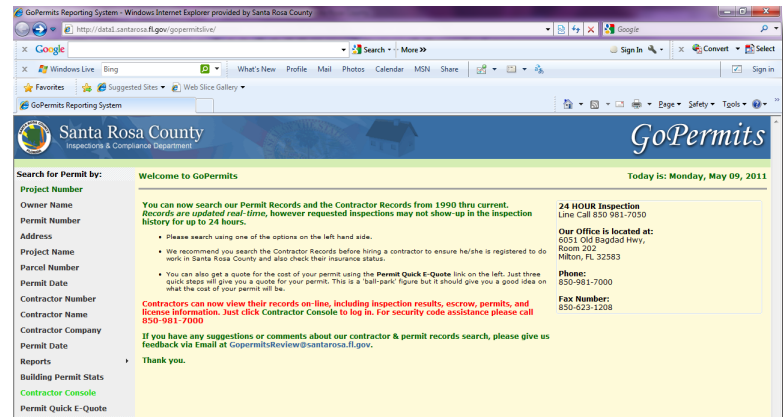 GoPermits Reporting System - Windows Internet Explorer provided by Santa Rosa County
http://data1.santarosa.fl.gov/gopermitslive/
Google
x Google Search More >> Sign In x Convert Select
x Windows Live Bing What's New Profile Mail Photos Calendar MSN Share Sign in
Favorites Suggested Sites Web Slice Gallery
GoPermits Reporting System Page Safety Tools
Santa Rosa County
Inspections & Compliance Department
GoPermits
Search for Permit by:
Project Number
Owner Name
Permit Number
Address
Project Name
Parcel Number
Permit Date
Contractor Number
Contractor Name
Contractor Company
Permit Date
Reports
Building Permit Stats
Contractor Console
Permit Quick E-Quote
Welcome to GoPermits
Today is: Monday, May 09, 2011
You can now search our Permit Records and the Contractor Records from 1990 thru current.
Records are updated real-time, however requested inspections may not show-up in the inspection
history for up to 24 hours.
• Please search using one of the options on the left hand side.
• We recommend you search the Contractor Records before hiring a contractor to ensure he/she is registered to do
work in Santa Rosa County and also check their insurance status.
• You can also get a quote for the cost of your permit using the Permit Quick E-Quote link on the left. Just three
quick steps will give you a quote for your permit. This is a 'ball-park' figure but it should give you a good idea on
what the cost of your permit will be.
Contractors can now view their records on-line, including inspection results, escrow, permits, and
license information. Just click Contractor Console to log in. For security code assistance please call
850-981-7000
If you have any suggestions or comments about our contractor & permit records search, please give us
feedback via Email at GopermitsReview@santarosa.fl.gov.
Thank you.
24 HOUR Inspection
Line Call 850 981-7050
Our Office is located at:
6051 Old Bagdad Hwy,
Room 202
Milton, FL 32583
Phone:
850-981-7000
Fax Number:
850-623-1208